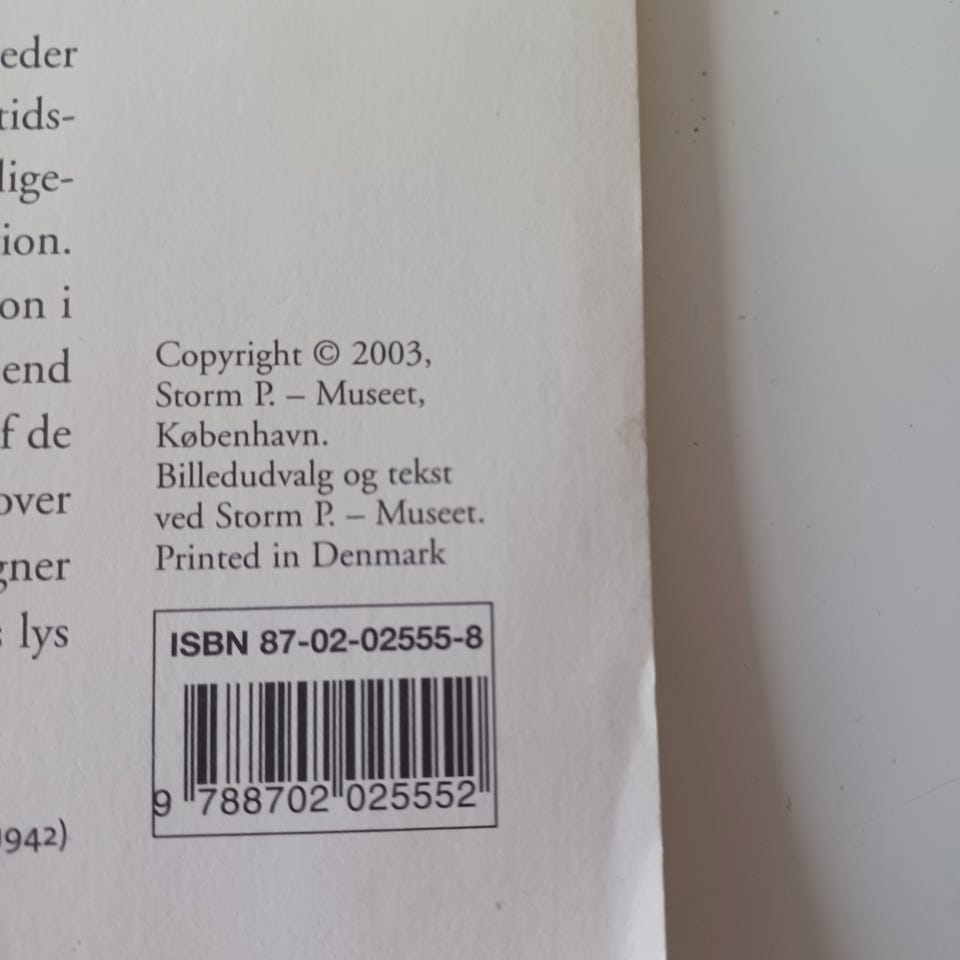 eder
tids-
lige-
ion.
on i
end
f de
over
gner
s lys
1942)
Copyright © 2003,
Storm P. – Museet,
København.
Billedudvalg og tekst
ved Storm P. – Museet.
Printed in Denmark
ISBN 87-02-02555-8
9 788702 025552